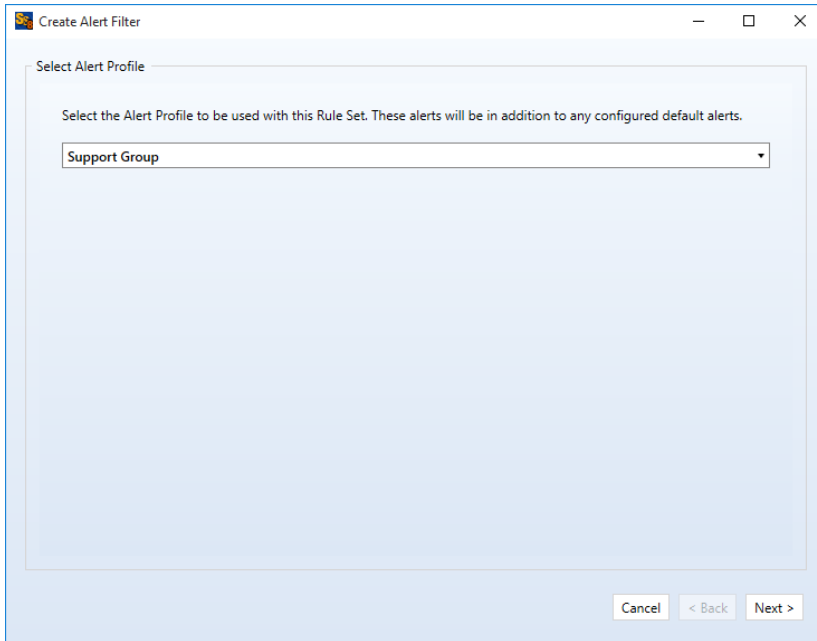 Create Alert Filter
Select Alert Profile
Select the Alert Profile to be used with this Rule Set. These alerts will be in addition to any configured default alerts.
Support Group
Cancel
< Back
Next >